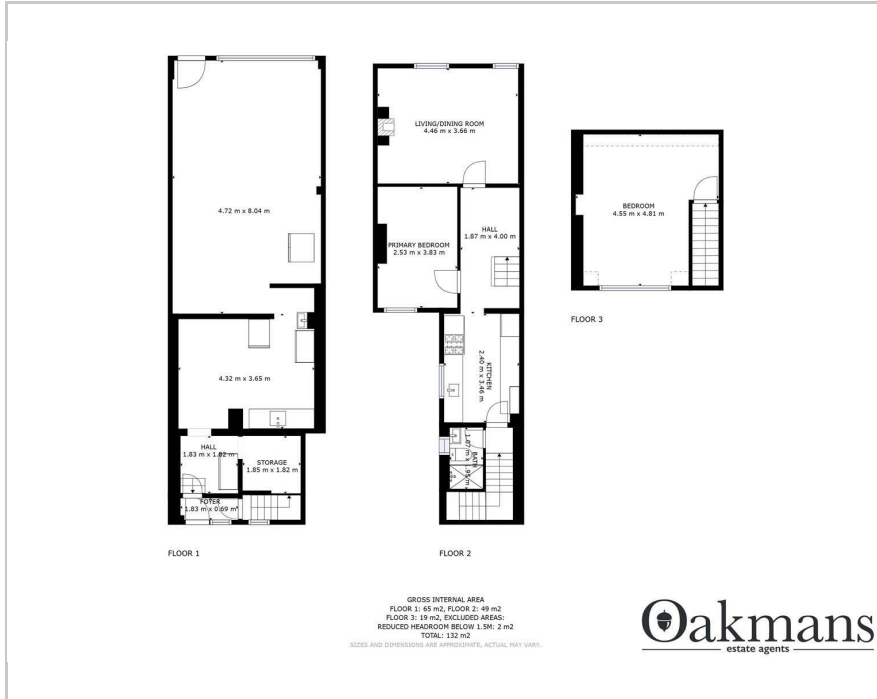 4.72 m x 8.04 m
4.32 m x 3.65 m
HALL
1.83 m x 1.82 m
STORAGE
1.85 m x 1.82 m
FOYER
1.83 m x 0.69 m
FLOOR 1
LIVING/DINING ROOM
4.46 m x 3.66 m
PRIMARY BEDROOM
2.53 m x 3.83 m
HALL
1.87 m x 4.00 m
KITCHEN
2.40 m x 3.46 m
BATH
1.07 m x 1.95 m
FLOOR 2
BEDROOM
4.55 m x 4.81 m
FLOOR 3
GROSS INTERNAL AREA
FLOOR 1: 65 m2, FLOOR 2: 49 m2
FLOOR 3: 19 m2, EXCLUDED AREAS:
REDUCED HEADROOM BELOW 1.5M: 2 m2
TOTAL: 132 m2
SIZES AND DIMENSIONS ARE APPROXIMATE, ACTUAL MAY VARY.
Oakmans
estate agents